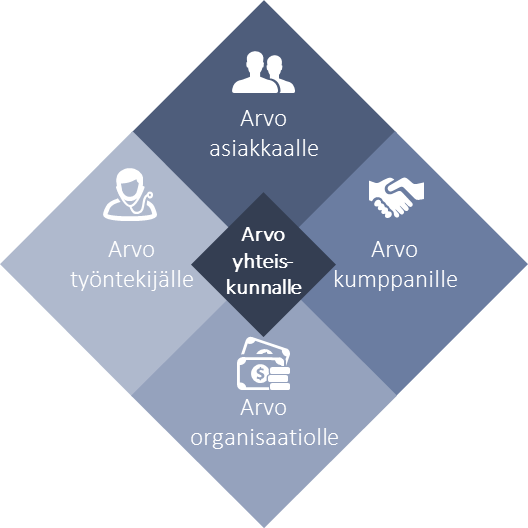 Arvo
asiakkaalle
Arvo
työntekijälle
Arvo
yhteis-
kunnalle
Arvo
kumppanille
Arvo
organisaatiolle